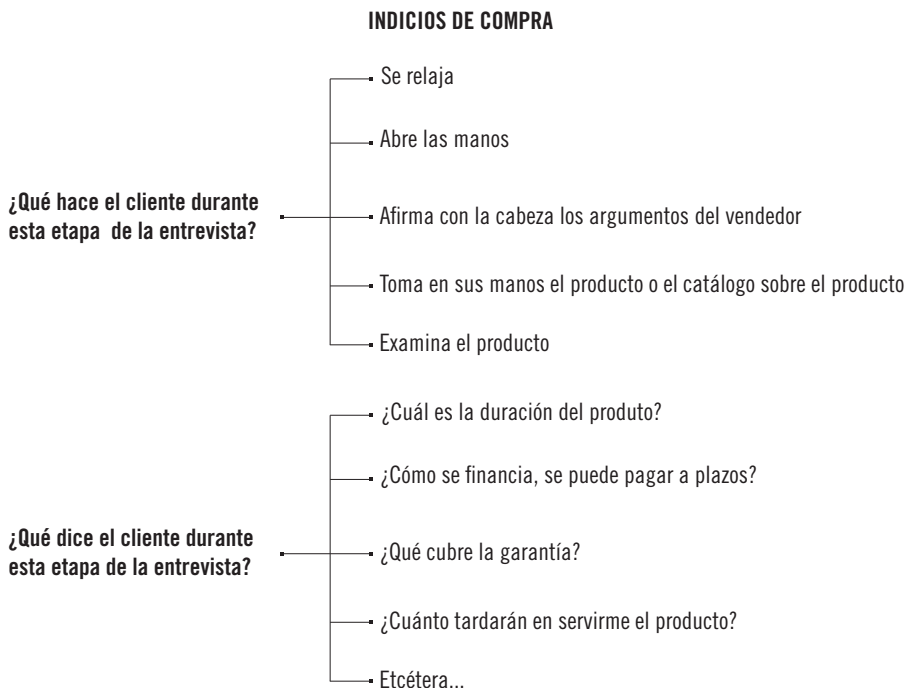 INDICIOS DE COMPRA
¿Qué hace el cliente durante
esta etapa de la entrevista?
Se relaja
Abre las manos
Afirma con la cabeza los argumentos del vendedor
Toma en sus manos el producto o el catálogo sobre el producto
Examina el producto
¿Qué dice el cliente durante
esta etapa de la entrevista?
¿Cuál es la duración del produto?
¿Cómo se financia, se puede pagar a plazos?
¿Qué cubre la garantía?
¿Cuánto tardarán en servirme el producto?
Etcétera...